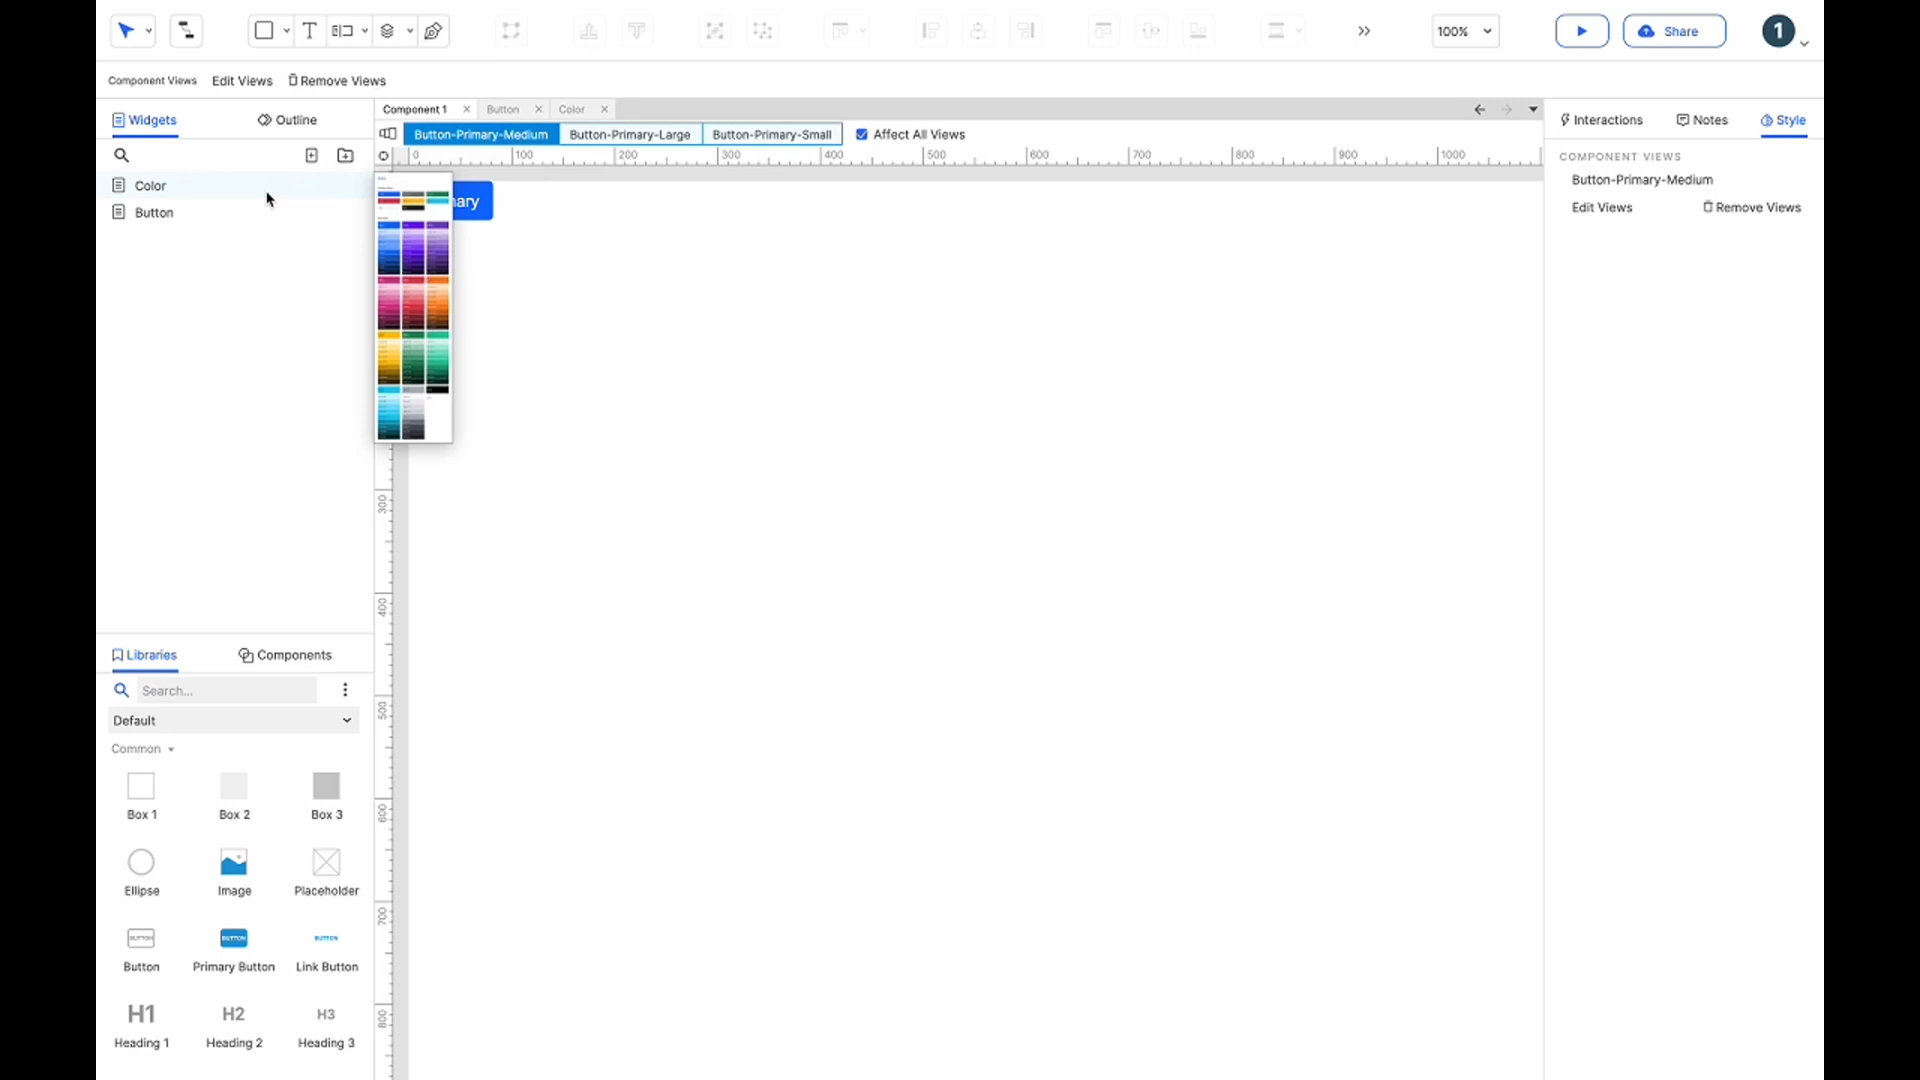 100%
Share
1
Component Views Edit Views Remove Views
Widgets Outline
Component 1 Button Color
Interactions Notes Style
Button-Primary-Medium Button-Primary-Large Button-Primary-Small Affect All Views
0 100 200 300 400 500 600 700 800 900 1000
COMPONENT VIEWS
Button-Primary-Medium
Edit Views Remove Views
Color
Button
ary
300
400
500
600
700
800
Libraries Components
Search...
Default
Common
Box 1 Box 2 Box 3
Ellipse Image Placeholder
BUTTON BUTTON BUTTON
Button Primary Button Link Button
H1 H2 H3
Heading 1 Heading 2 Heading 3